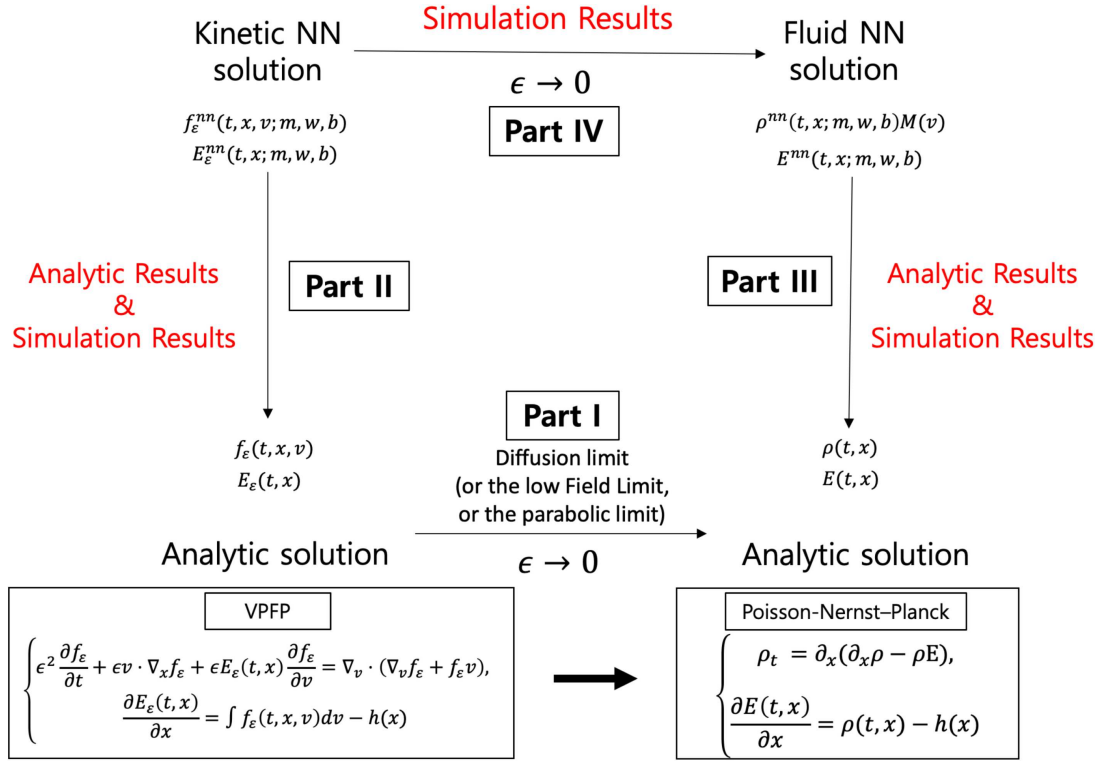 Simulation Results
Kinetic NN
solution
Fluid NN
solution
ϵ → 0
Part IV
f_ε^{nn}(t, x, v; m, w, b)
E_ε^{nn}(t, x; m, w, b)
ρ^{nn}(t, x; m, w, b)M(v)
E^{nn}(t, x; m, w, b)
Analytic Results
&
Simulation Results
Part II
Part III
Analytic Results
&
Simulation Results
Part I
Diffusion limit
(or the low Field Limit,
or the parabolic limit)
ϵ → 0
f_ε(t, x, v)
E_ε(t, x)
ρ(t, x)
E(t, x)
Analytic solution
Analytic solution
VPFP
ϵ² ∂f_ε/∂t + ϵv · ∇_x f_ε + ϵE_ε(t, x) ∂f_ε/∂v = ∇_v · (∇_v f_ε + f_ε v),
∂E_ε(t, x)/∂x = ∫ f_ε(t, x, v)dv − h(x)
Poisson-Nernst–Planck
ρ_t = ∂_x(∂_xρ − ρE),
∂E(t, x)/∂x = ρ(t, x) − h(x)